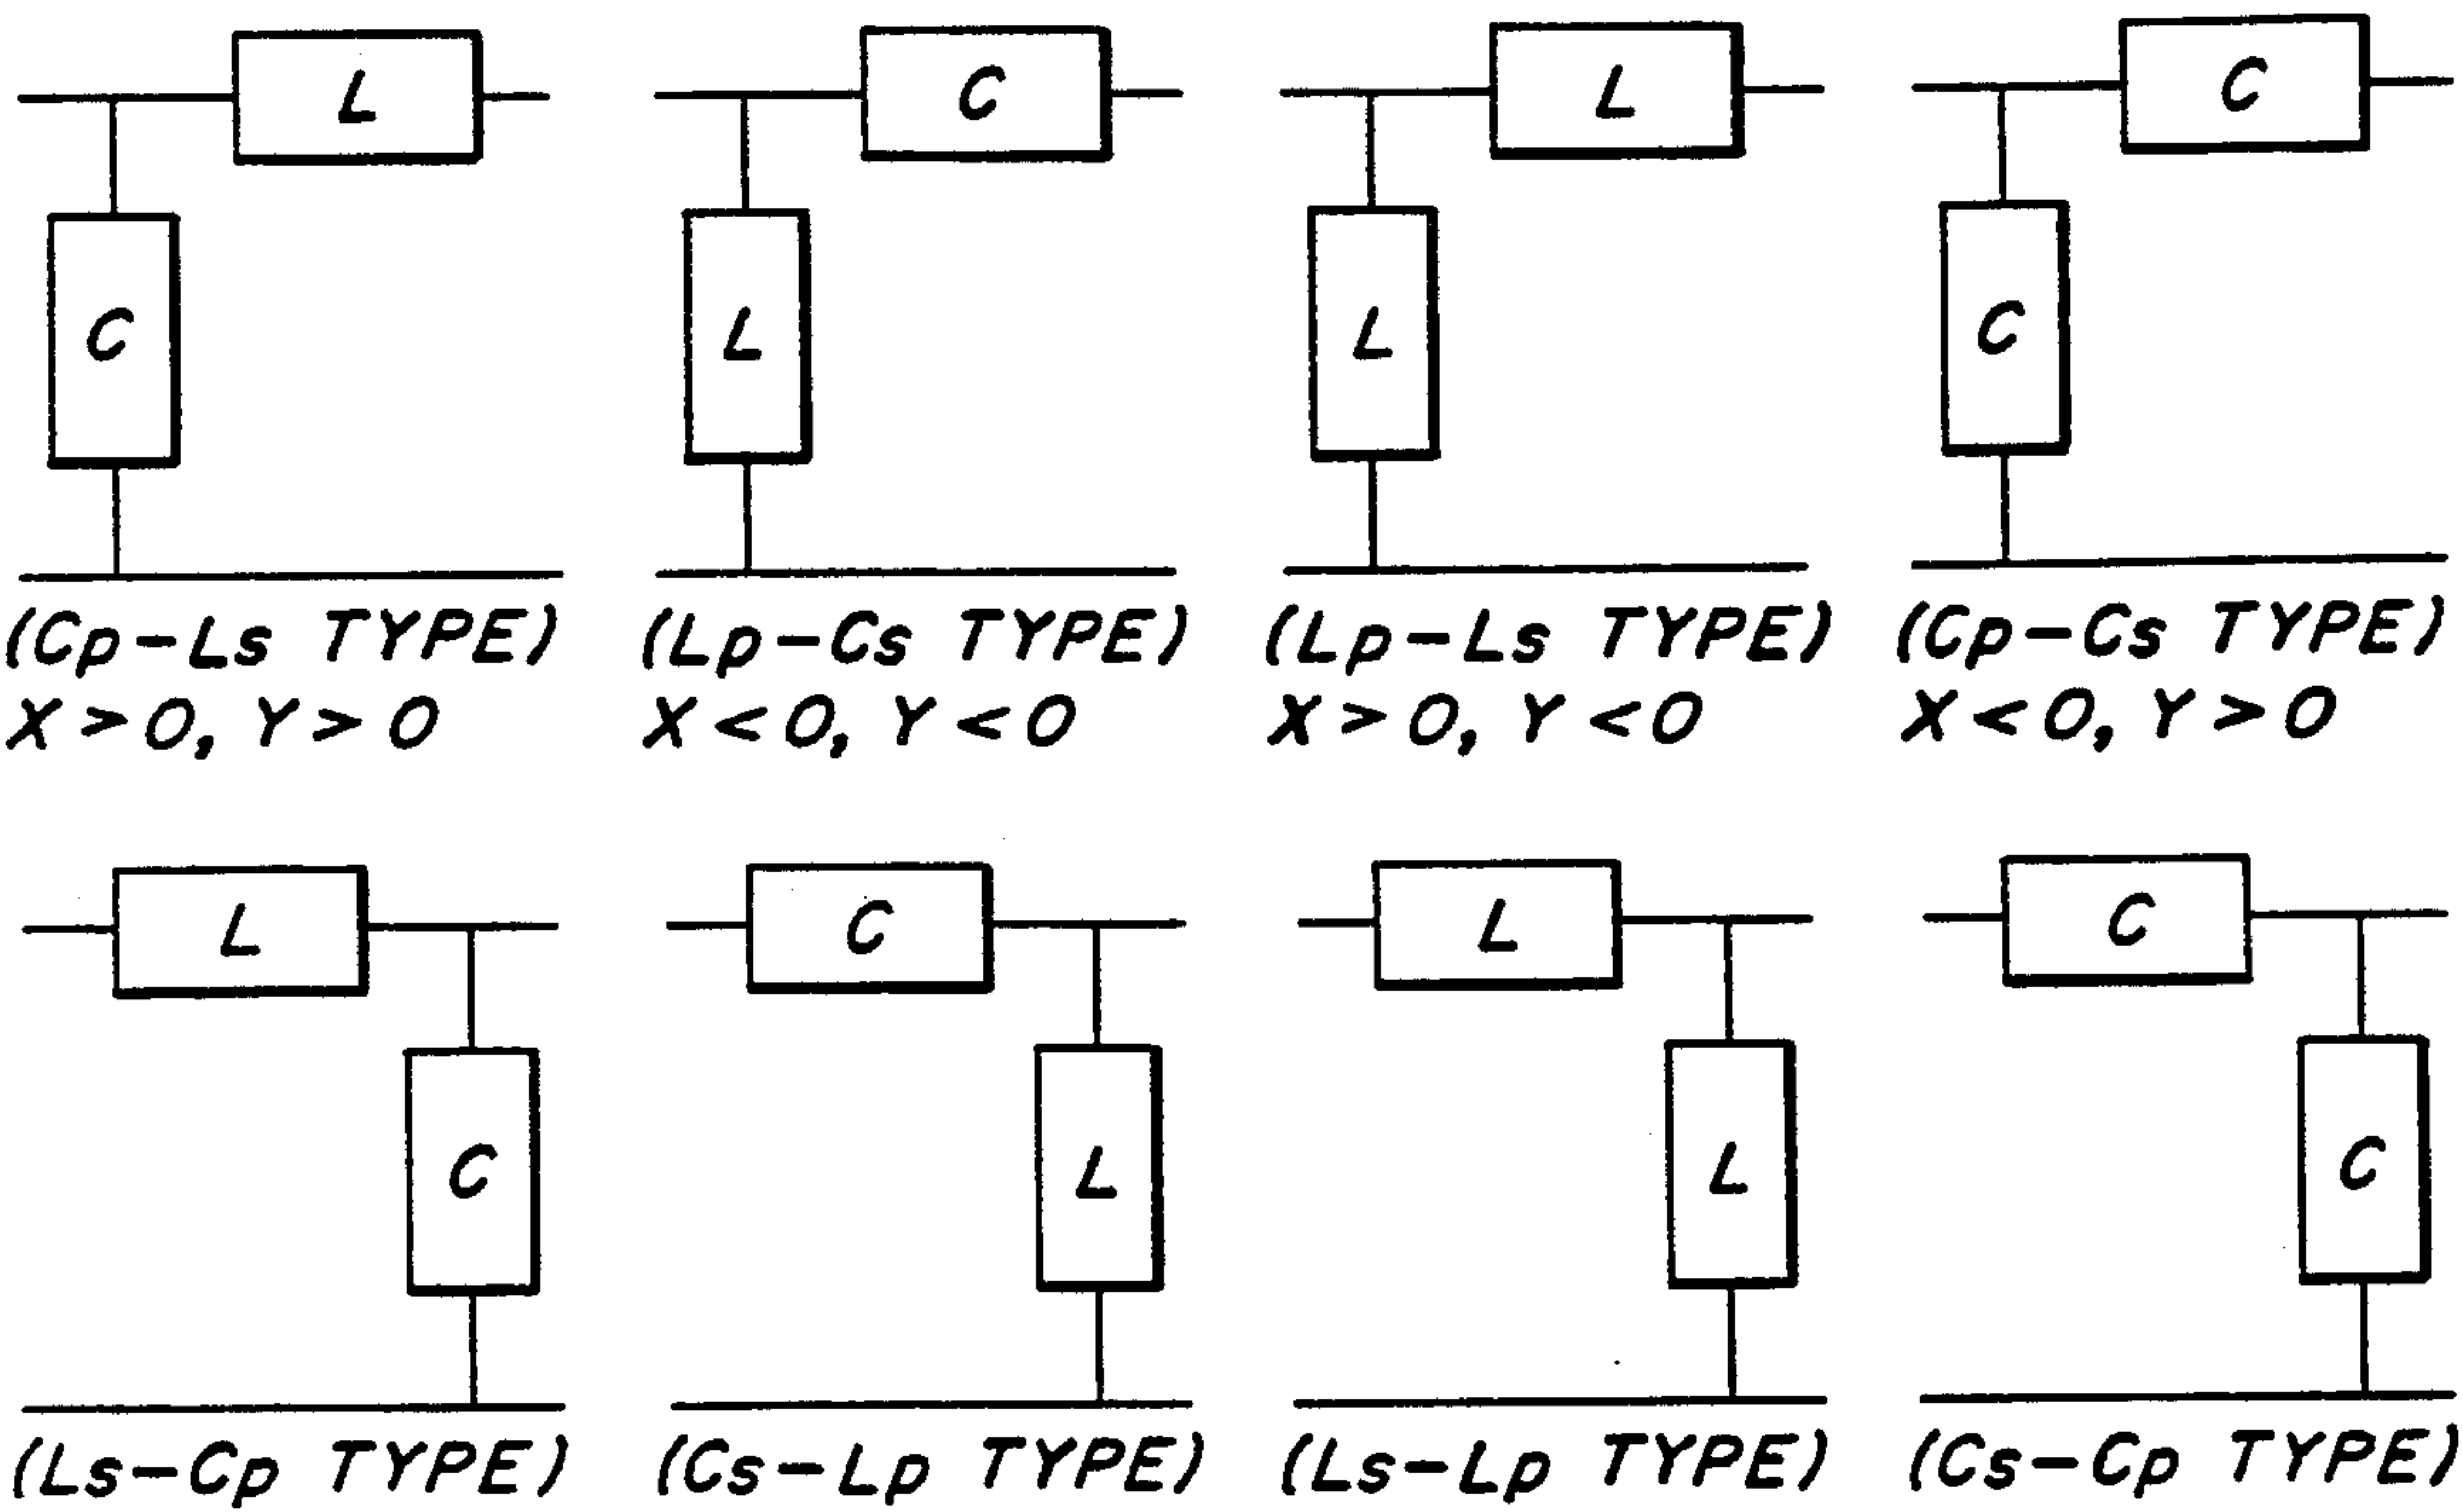 L C L C
C L L C
(Cp-Ls TYPE) (Lp-Cs TYPE) (Lp-Ls TYPE) (Cp-Cs TYPE)
X>0, Y>0 X<0, Y<0 X>0, Y<0 X<0, Y>0
L C L C
C L L C
(Ls-Cp TYPE) (Cs-Lp TYPE) (Ls-Lp TYPE) (Cs-Cp TYPE)